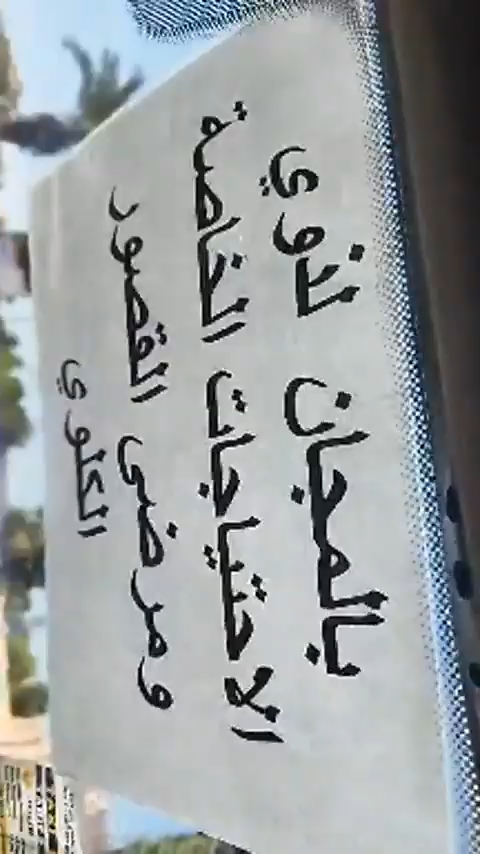 بالمجان لذوي
الاحتياجات الخاصة
ومرضى القصور
الكلوي